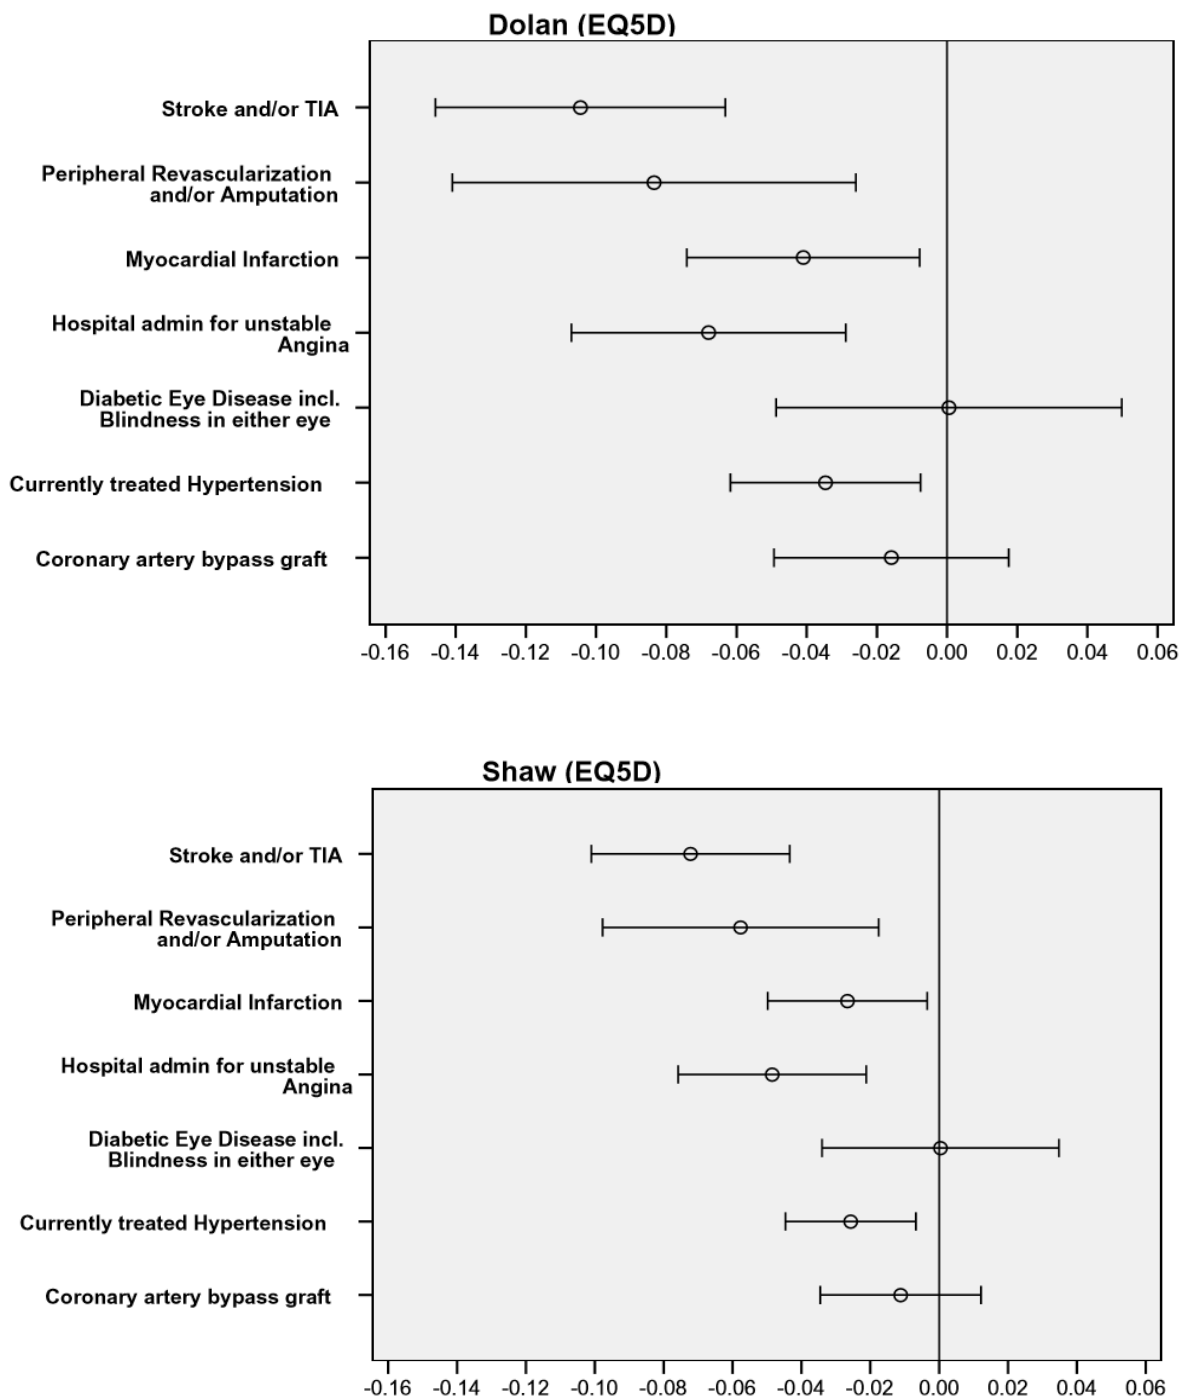 Dolan (EQ5D)
Stroke and/or TIA
Peripheral Revascularization
and/or Amputation
Myocardial Infarction
Hospital admin for unstable
Angina
Diabetic Eye Disease incl.
Blindness in either eye
Currently treated Hypertension
Coronary artery bypass graft
-0.16 -0.14 -0.12 -0.10 -0.08 -0.06 -0.04 -0.02 0.00 0.02 0.04 0.06
Shaw (EQ5D)
Stroke and/or TIA
Peripheral Revascularization
and/or Amputation
Myocardial Infarction
Hospital admin for unstable
Angina
Diabetic Eye Disease incl.
Blindness in either eye
Currently treated Hypertension
Coronary artery bypass graft
-0.16 -0.14 -0.12 -0.10 -0.08 -0.06 -0.04 -0.02 0.00 0.02 0.04 0.06